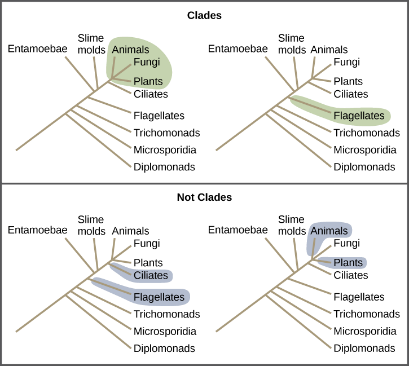 Clades
Entamoebae
Slime
molds
Animals
Fungi
Plants
Ciliates
Flagellates
Trichomonads
Microsporidia
Diplomonads
Entamoebae
Slime
molds
Animals
Fungi
Plants
Ciliates
Flagellates
Trichomonads
Microsporidia
Diplomonads
Not Clades
Entamoebae
Slime
molds
Animals
Fungi
Plants
Ciliates
Flagellates
Trichomonads
Microsporidia
Diplomonads
Entamoebae
Slime
molds
Animals
Fungi
Plants
Ciliates
Flagellates
Trichomonads
Microsporidia
Diplomonads